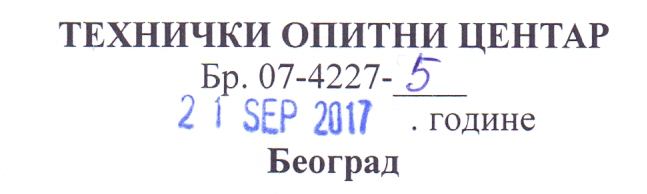 ТЕХНИЧКИ ОПИТНИ ЦЕНТАР
Бр. 07-4227-5
21 SEP 2017 . године
Београд